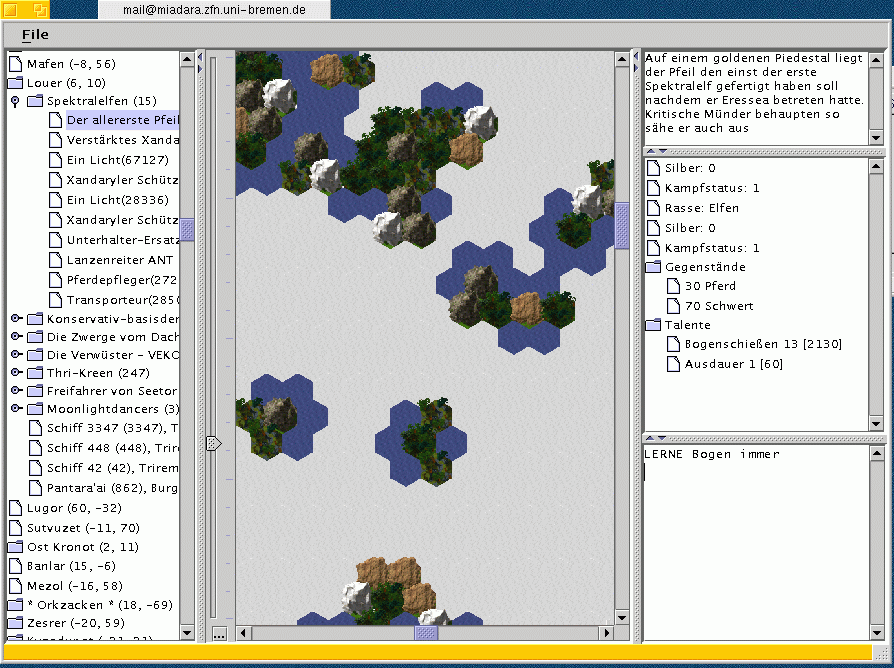 mail@miadara.zfn.uni-bremen.de
File
Mafen (-8, 56)
Louer (6, 10)
Spektralelfen (15)
Der allererste Pfeil
Verstärktes Xanda
Ein Licht(67127)
Xandaryler Schütz
Ein Licht(28336)
Xandaryler Schütz
Unterhalter-Ersatz
Lanzenreiter ANT
Pferdepfleger(272
Transporteur(285
Konservativ-basisder
Die Zwerge vom Dach
Die Verwüster - VEKO
Thri-Kreen (247)
Freifahrer von Seetor
Moonlightdancers (3)
Schiff 3347 (3347), T
Schiff 448 (448), Trire
Schiff 42 (42), Trirem
Pantara'ai (862), Burg
Lugor (60, -32)
Sutvuzet (-11, 70)
Ost Kronot (2, 11)
Banlar (15, -6)
Mezol (-16, 58)
* Orkzacken * (18, -69)
Zesrer (-20, 59)
...
Auf einem goldenen Piedestal liegt
der Pfeil den einst der erste
Spektralelf gefertigt haben soll
nachdem er Eressea betreten hatte.
Kritische Münder behaupten so
sähe er auch aus
Silber: 0
Kampfstatus: 1
Rasse: Elfen
Silber: 0
Kampfstatus: 1
Gegenstände
30 Pferd
70 Schwert
Talente
Bogenschießen 13 [2130]
Ausdauer 1 [60]
LERNE Bogen immer